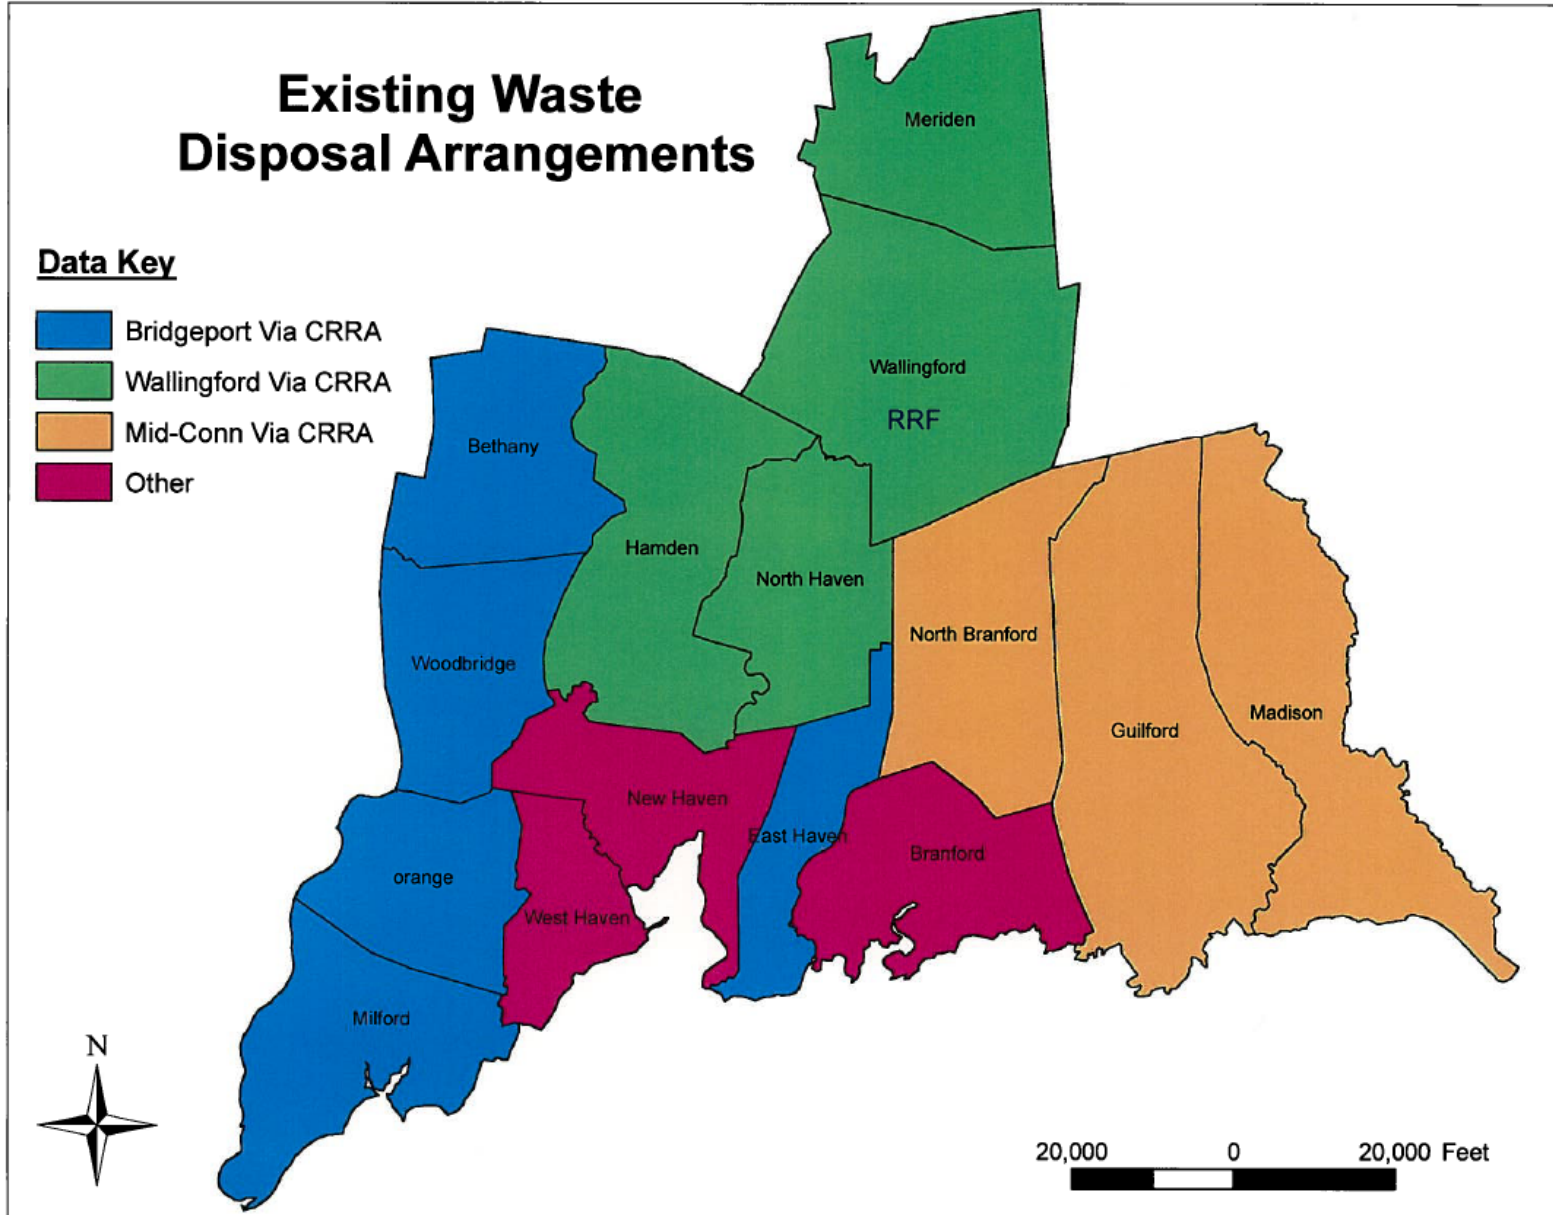 Existing Waste
Disposal Arrangements
Data Key
Bridgeport Via CRRA
Wallingford Via CRRA
Mid-Conn Via CRRA
Other
Meriden
Wallingford
RRF
Bethany
Hamden
North Haven
North Branford
Woodbridge
Madison
Guilford
New Haven
East Haven
Branford
orange
West Haven
Milford
N
20,000 0 20,000 Feet